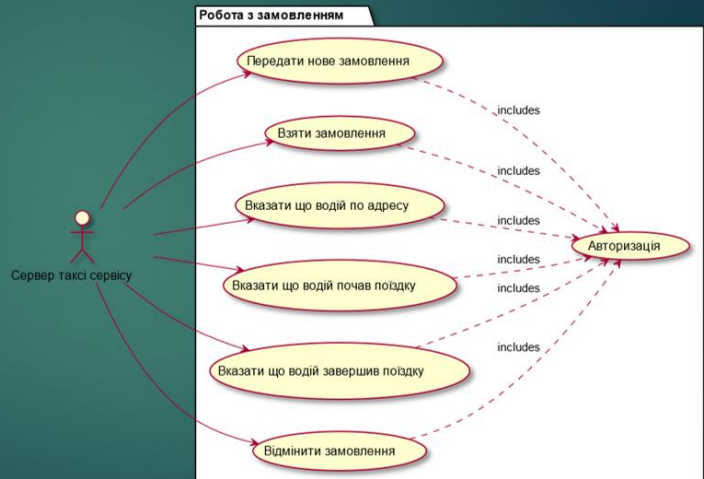 Робота з замовленням
Передати нове замовлення
includes
Взяти замовлення
includes
Вказати що водій по адресу
includes
Авторизація
Сервер таксі сервісу
Вказати що водій почав поїздку
includes
includes
Вказати що водій завершив поїздку
includes
Відмінити замовлення